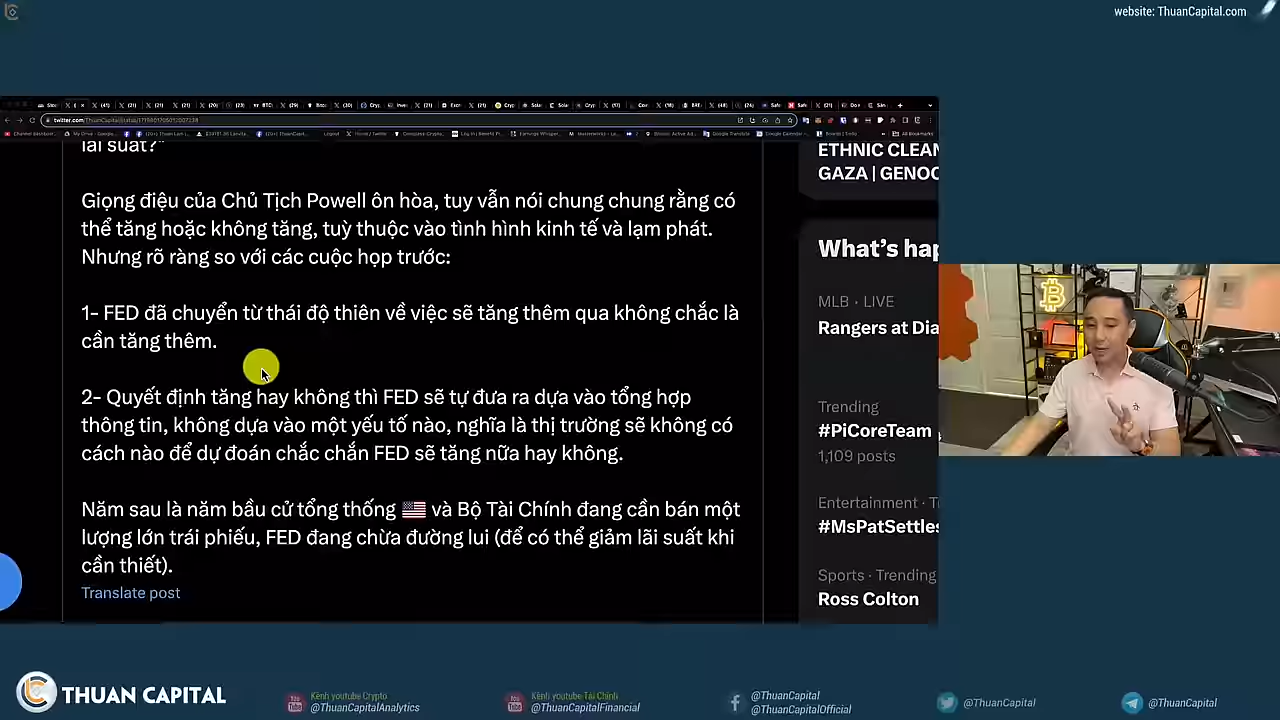 website: ThuanCapital.com
twitter.com/ThuanCapital/status/
lãi suất?"
Giọng điệu của Chủ Tịch Powell ôn hòa, tuy vẫn nói chung chung rằng có
thể tăng hoặc không tăng, tuỳ thuộc vào tình hình kinh tế và lạm phát.
Nhưng rõ ràng so với các cuộc họp trước:
1- FED đã chuyển từ thái độ thiên về việc sẽ tăng thêm qua không chắc là
cần tăng thêm.
2- Quyết định tăng hay không thì FED sẽ tự đưa ra dựa vào tổng hợp
thông tin, không dựa vào một yếu tố nào, nghĩa là thị trường sẽ không có
cách nào để dự đoán chắc chắn FED sẽ tăng nữa hay không.
Năm sau là năm bầu cử tổng thống 🇺🇸 và Bộ Tài Chính đang cần bán một
lượng lớn trái phiếu, FED đang chừa đường lui (để có thể giảm lãi suất khi
cần thiết).
Translate post
ETHNIC CLEAN
GAZA | GENOC
What's hap
MLB · LIVE
Rangers at Dia
Trending
#PiCoreTeam
1,109 posts
Entertainment · T
#MsPatSettles
Sports · Trending
Ross Colton
THUAN CAPITAL
Kênh youtube Crypto
@ThuanCapitalAnalytics
Kênh youtube Tài Chính
@ThuanCapitalFinancial
@ThuanCapital
@ThuanCapitalOfficial
@ThuanCapital
@ThuanCapital